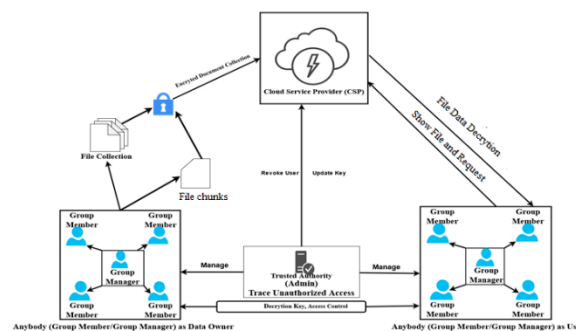 Encryted Document Collection
Cloud Service Provider (CSP)
File Data Decrytion
Show File and Request
File Collection
File chunks
Revoke User
Update Key
Group
Member
Group
Member
Group
Manager
Group
Member
Group
Member
Manage
Trusted Authority
(Admin)
Trace Unauthorized Access
Manage
Decrytion Key, Access Control
Group
Member
Group
Member
Group
Manager
Group
Member
Group
Member
Anybody (Group Member/Group Manager) as Data Owner
Anybody (Group Member/Group Manager) as Us